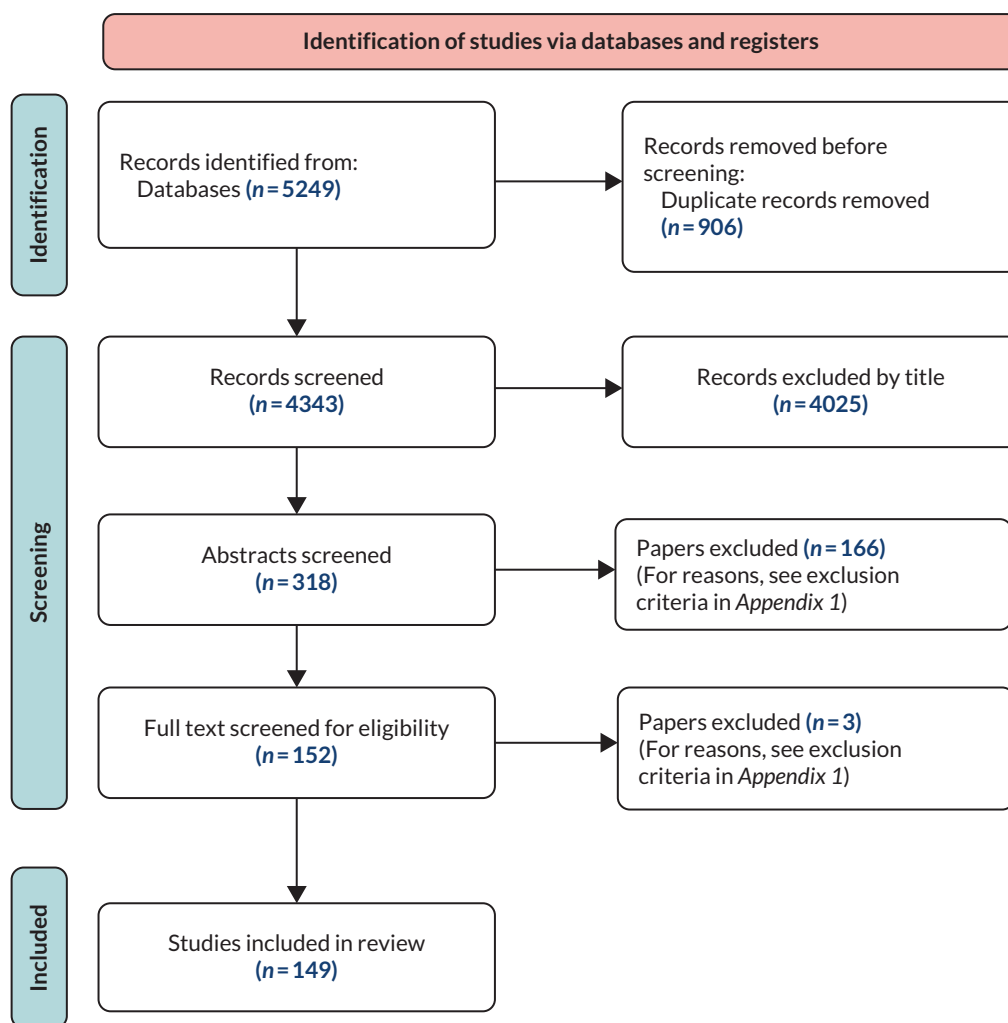 Identification of studies via databases and registers
Identification
Records identified from:
Databases (n=5249)
Records removed before
screening:
Duplicate records removed
(n=906)
Screening
Records screened
(n=4343)
Records excluded by title
(n=4025)
Abstracts screened
(n=318)
Papers excluded (n=166)
(For reasons, see exclusion
criteria in Appendix 1)
Full text screened for eligibility
(n=152)
Papers excluded (n=3)
(For reasons, see exclusion
criteria in Appendix 1)
Included
Studies included in review
(n=149)